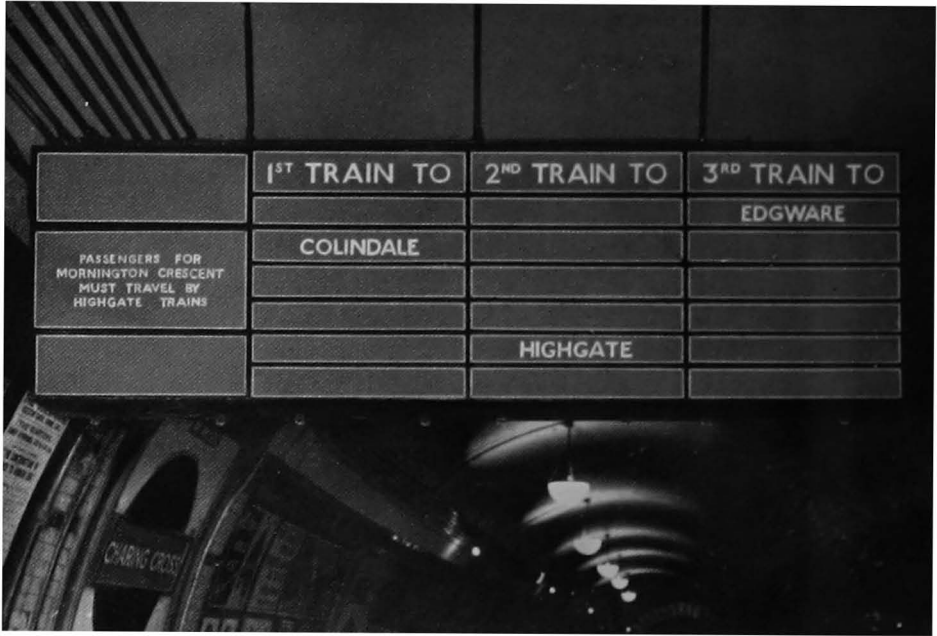 1ST TRAIN TO
2ND TRAIN TO
3RD TRAIN TO
EDGWARE
COLINDALE
PASSENGERS FOR
MORNINGTON CRESCENT
MUST TRAVEL BY
HIGHGATE TRAINS
HIGHGATE
CHARING CROSS